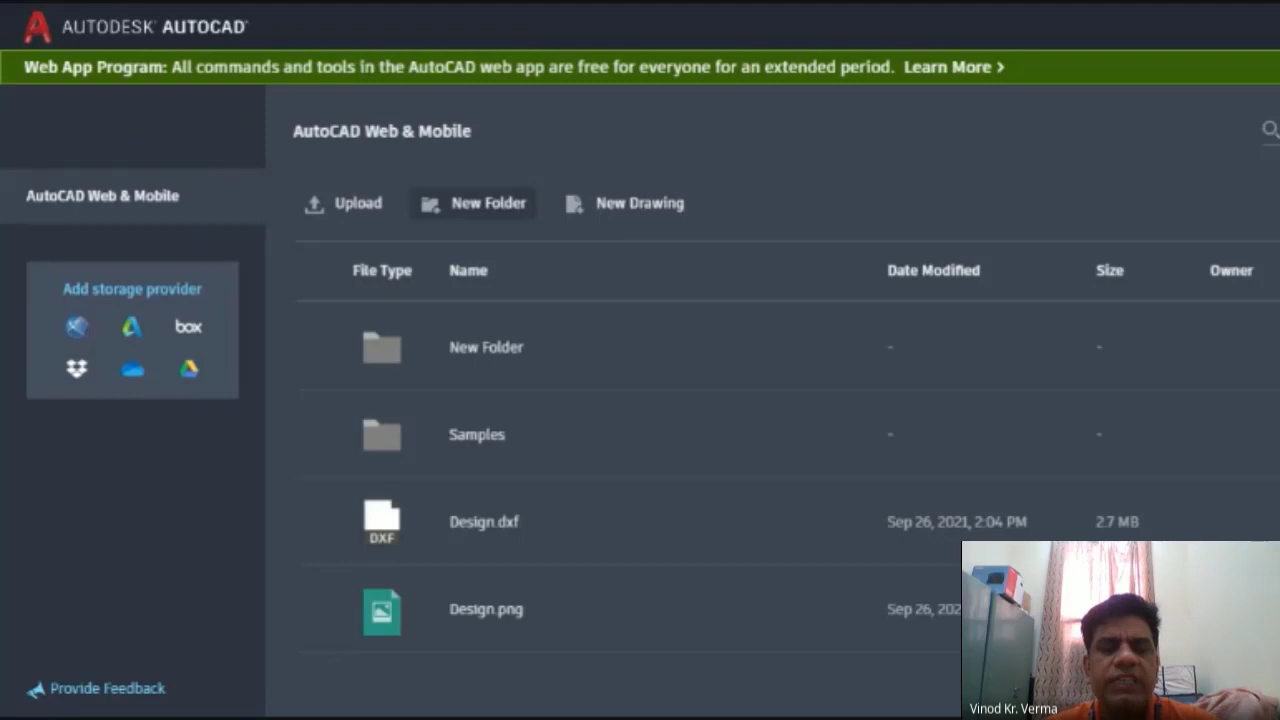 AUTODESK AUTOCAD
Web App Program: All commands and tools in the AutoCAD web app are free for everyone for an extended period. Learn More >
AutoCAD Web & Mobile
AutoCAD Web & Mobile
Upload New Folder New Drawing
Add storage provider
box
File Type Name Date Modified Size Owner
New Folder - -
Samples - -
DXF Design.dxf Sep 26, 2021, 2:04 PM 2.7 MB
Design.png Sep 26, 202
Provide Feedback
Vinod Kr. Verma